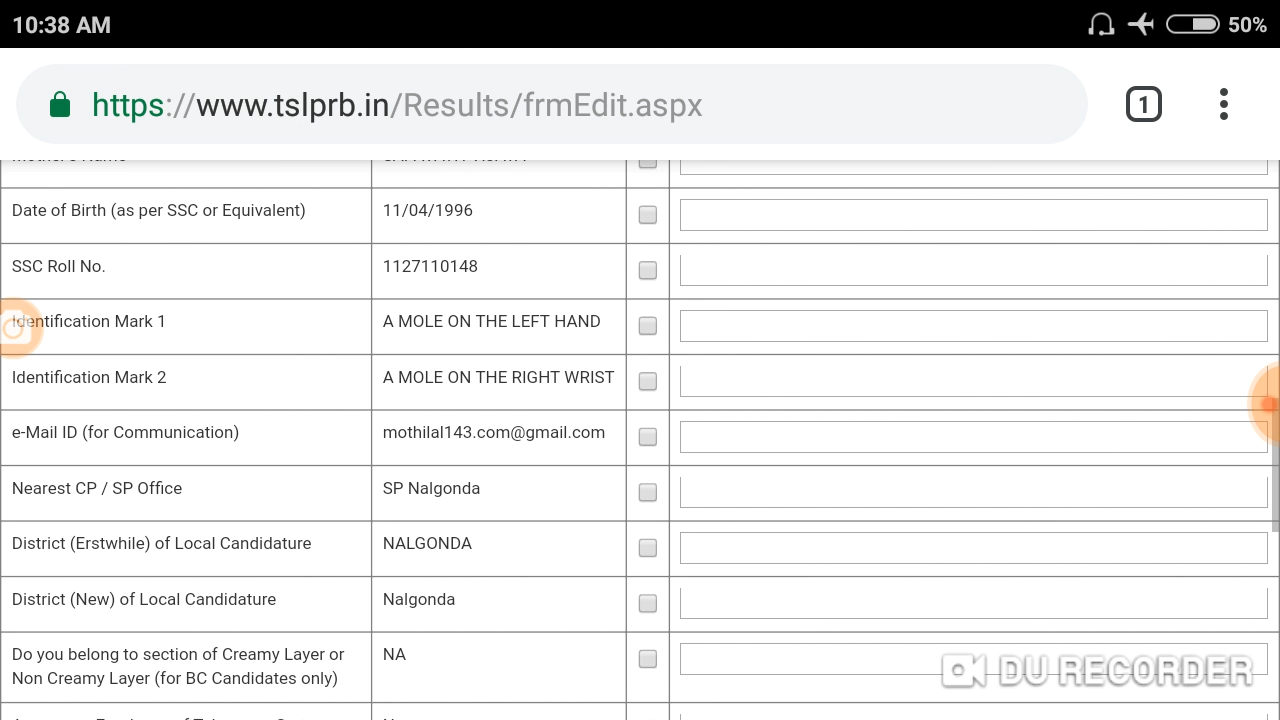 10:38 AM 50%
https://www.tslprb.in/Results/frmEdit.aspx 1
Date of Birth (as per SSC or Equivalent) 11/04/1996
SSC Roll No. 1127110148
Identification Mark 1 A MOLE ON THE LEFT HAND
Identification Mark 2 A MOLE ON THE RIGHT WRIST
e-Mail ID (for Communication) mothilal143.com@gmail.com
Nearest CP / SP Office SP Nalgonda
District (Erstwhile) of Local Candidature NALGONDA
District (New) of Local Candidature Nalgonda
Do you belong to section of Creamy Layer or NA
Non Creamy Layer (for BC Candidates only)
DU RECORDER